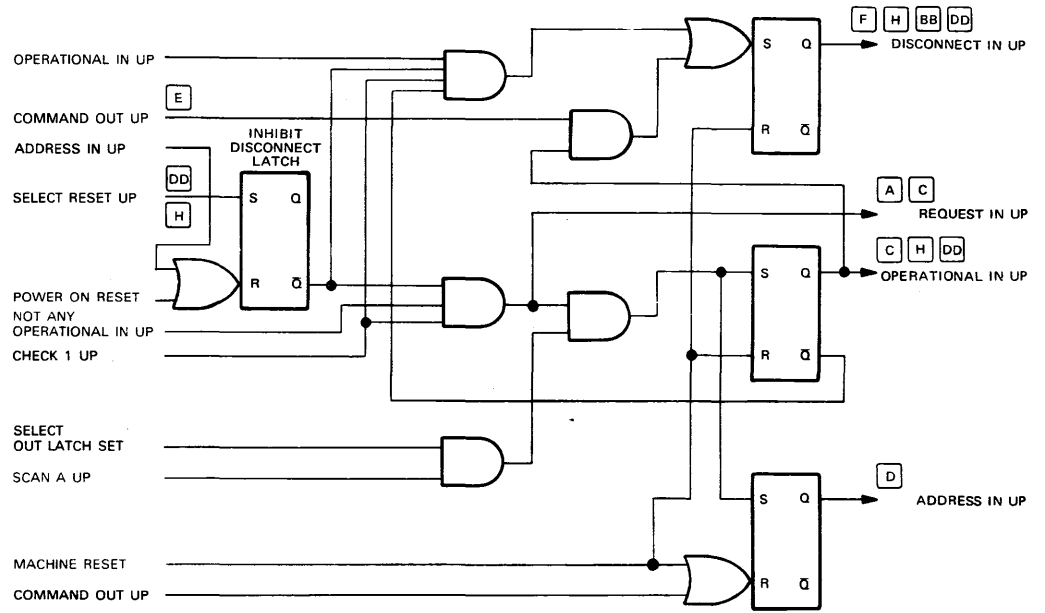 F H BB DD
OPERATIONAL IN UP
S Q
DISCONNECT IN UP
E
COMMAND OUT UP
INHIBIT
DISCONNECT
LATCH
ADDRESS IN UP
R Q̅
DD
SELECT RESET UP
S Q
H
A C
REQUEST IN UP
C H DD
S Q
OPERATIONAL IN UP
R Q̅
POWER ON RESET
NOT ANY
OPERATIONAL IN UP
CHECK 1 UP
R Q̅
SELECT
OUT LATCH SET
SCAN A UP
D
S Q
ADDRESS IN UP
MACHINE RESET
R Q̅
COMMAND OUT UP